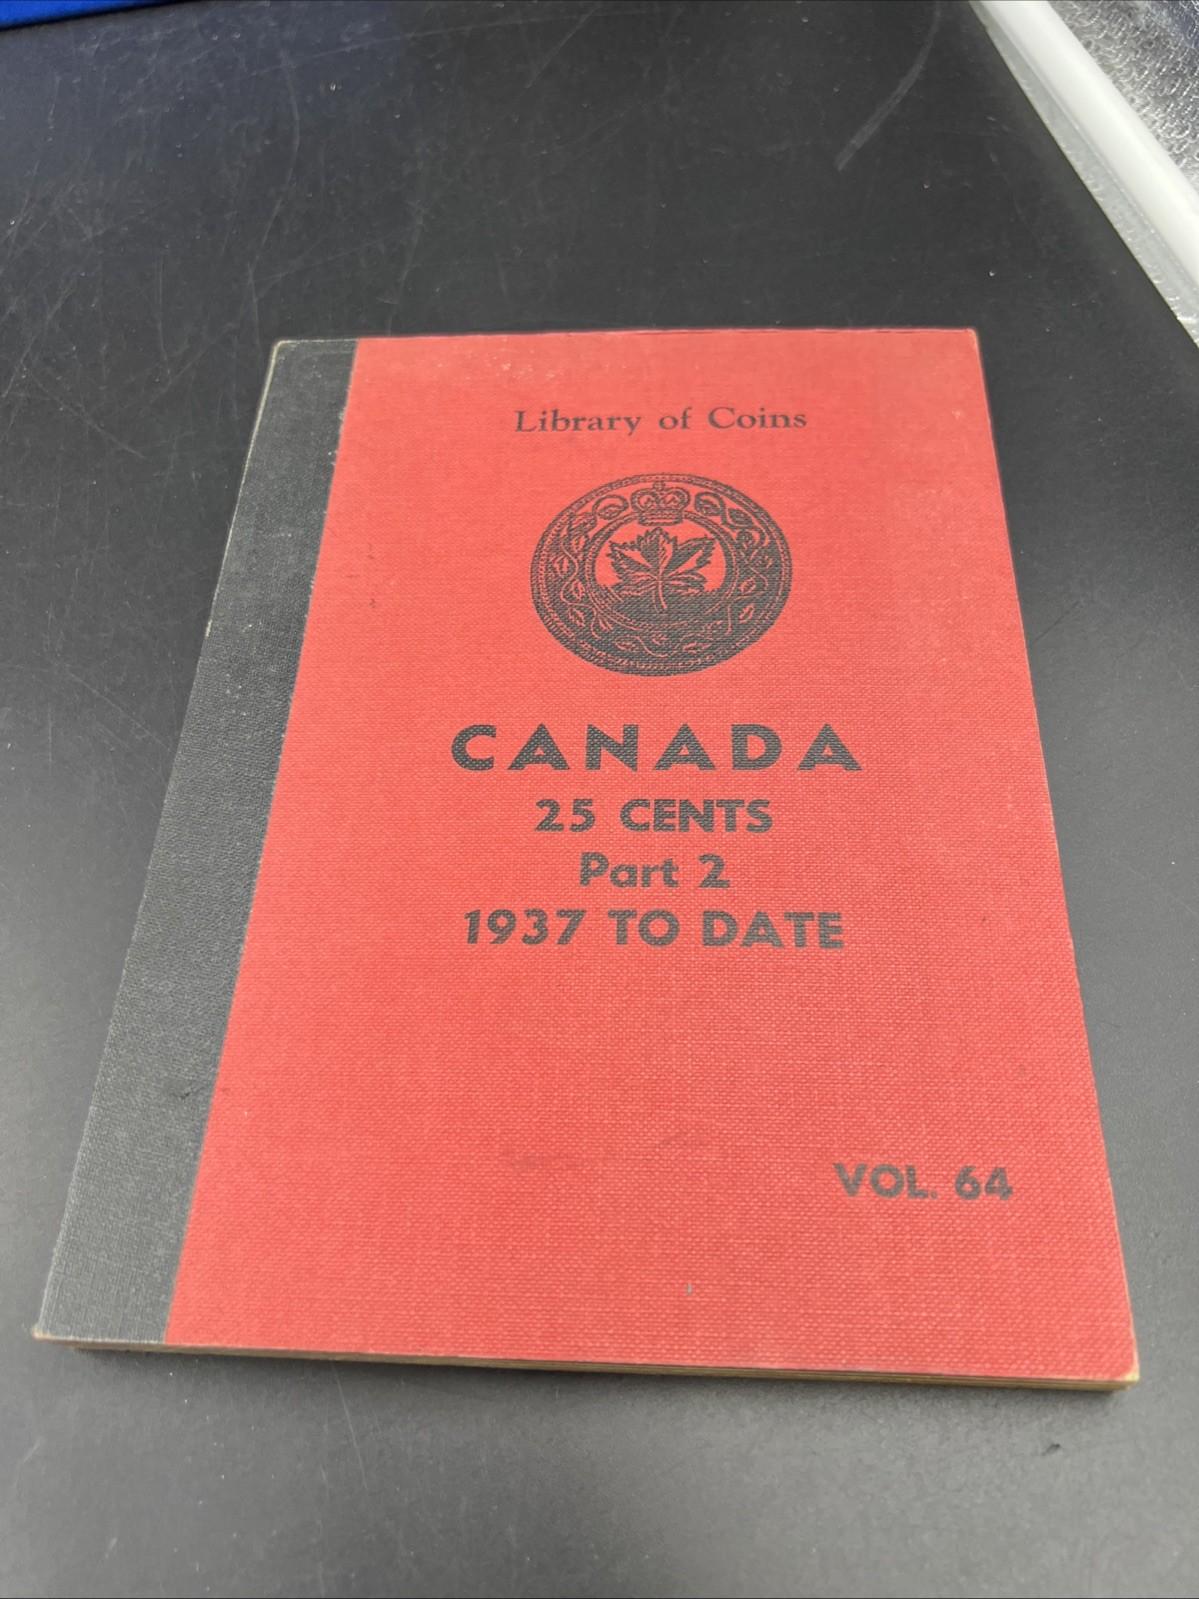 Library of Coins
CANADA
25 CENTS
Part 2
1937 TO DATE
VOL. 64